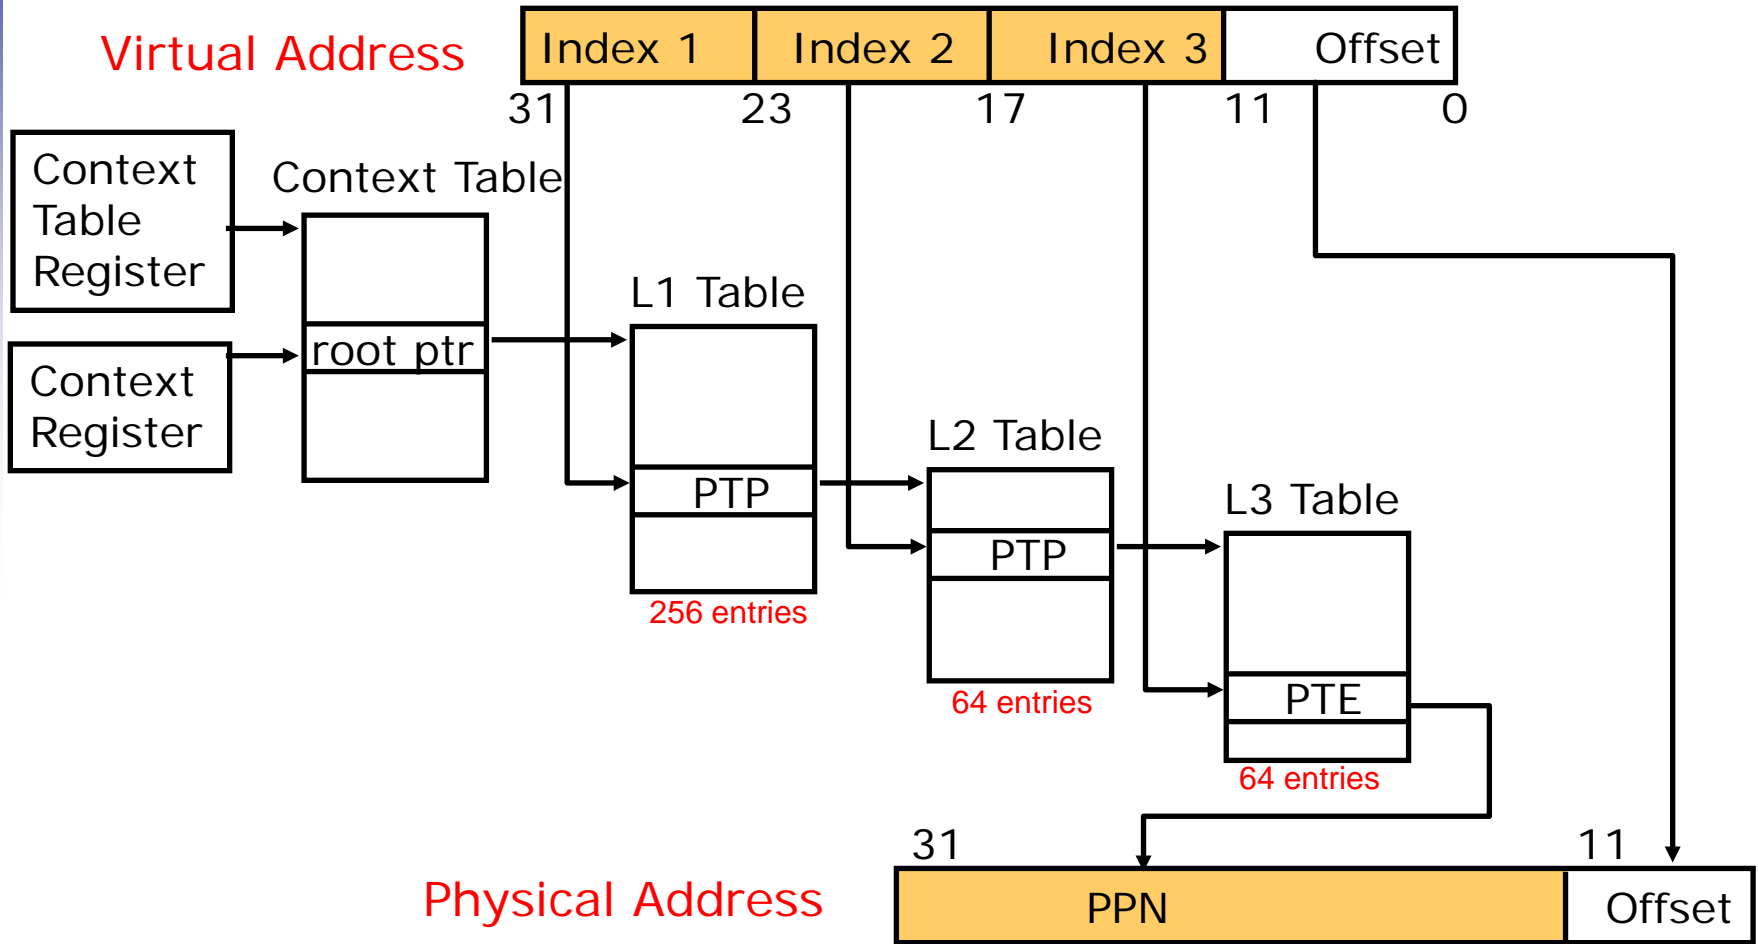 Virtual Address
Index 1
Index 2
Index 3
Offset
31
23
17
11
0
Context
Table
Register
Context Table
root ptr
Context
Register
L1 Table
PTP
256 entries
L2 Table
PTP
64 entries
L3 Table
PTE
64 entries
31
11
Physical Address
PPN
Offset